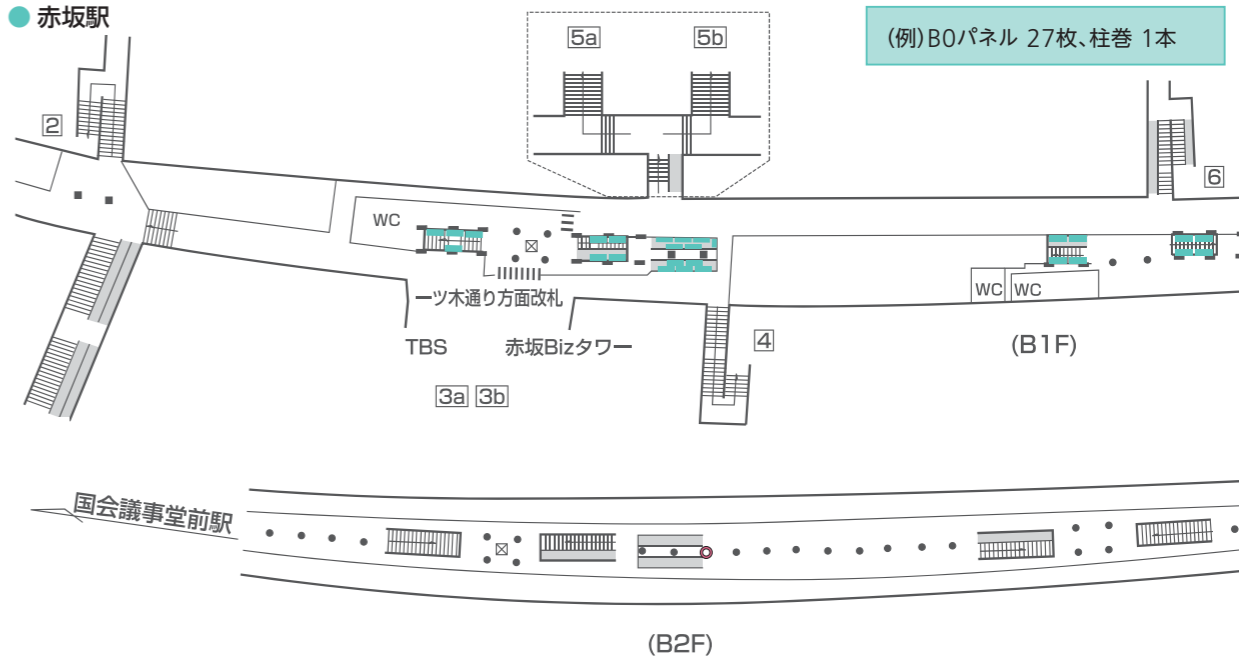 赤坂駅
(例)B0パネル 27枚、柱巻 1本
5a 5b
2
6
WC
一ツ木通り方面改札
WC WC
TBS
赤坂Bizタワー
4
(B1F)
3a 3b
国会議事堂前駅
(B2F)